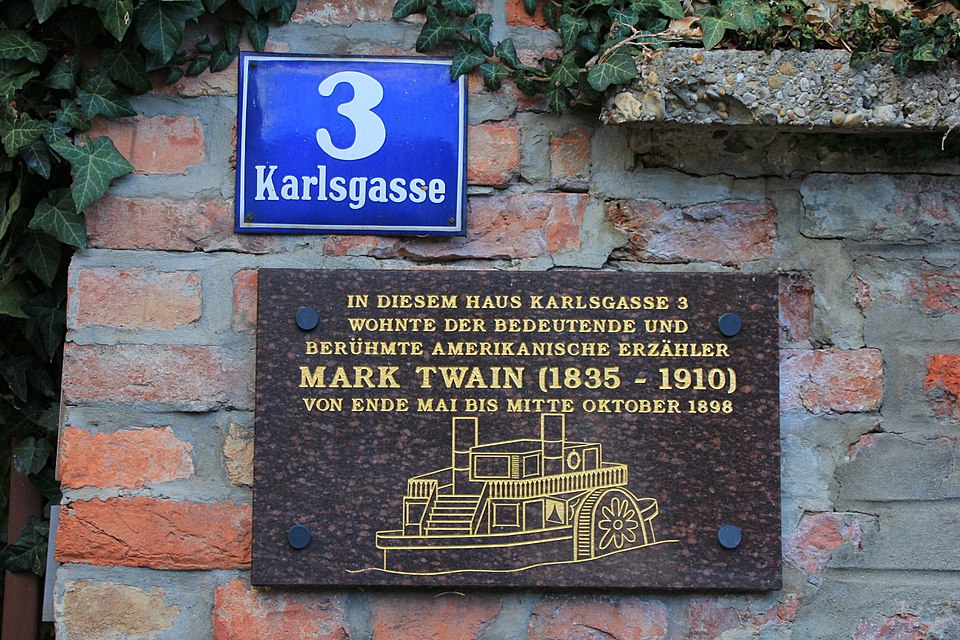 3
Karlsgasse
IN DIESEM HAUS KARLSGASSE 3
WOHNTE DER BEDEUTENDE UND
BERÜHMTE AMERIKANISCHE ERZÄHLER
MARK TWAIN (1835 - 1910)
VON ENDE MAI BIS MITTE OKTOBER 1898